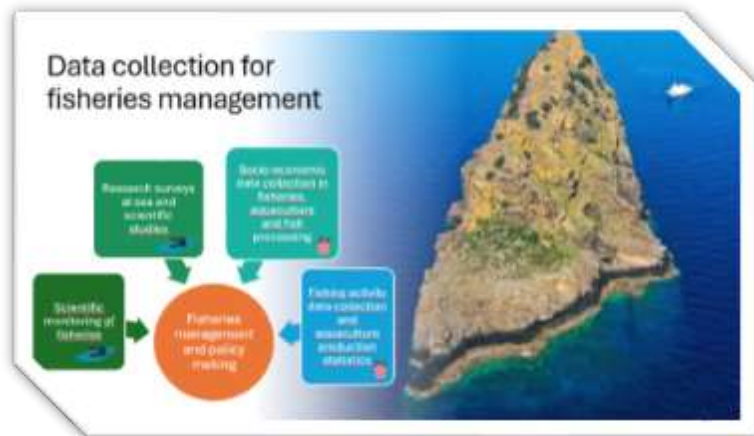 Data collection for
fisheries management
Research surveys
at sea and
scientific
studies
Socio-economic
data collection in
fisheries,
aquaculture
and fish
processing
Scientific
monitoring of
fisheries
Fisheries
management
and policy
making
Fishing activity
data collection
and
aquaculture
production
statistics